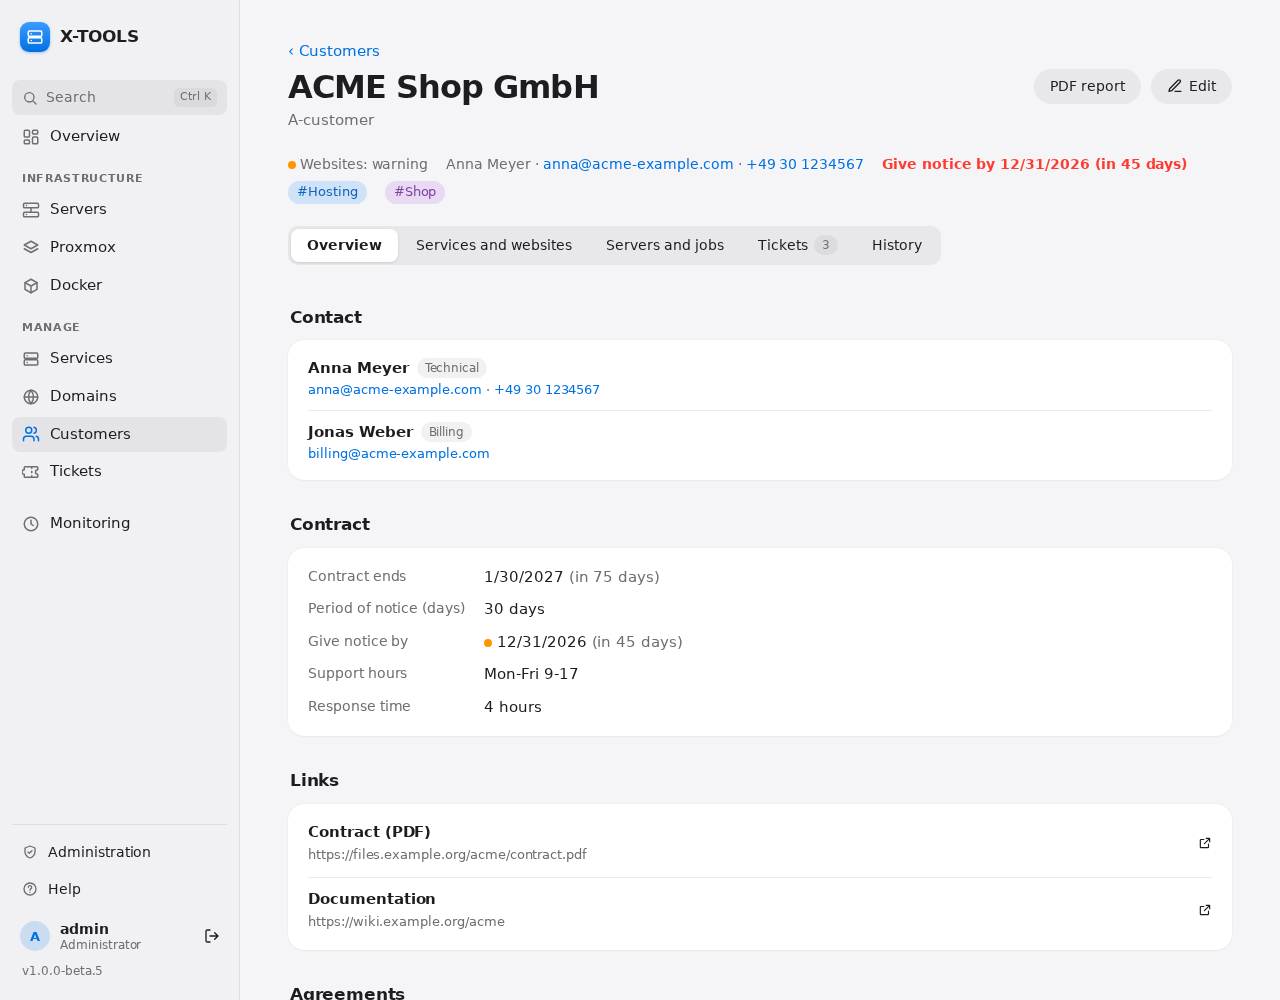 X-TOOLS
Search Ctrl K
Overview
INFRASTRUCTURE
Servers
Proxmox
Docker
MANAGE
Services
Domains
Customers
Tickets
Monitoring
Administration
Help
A admin
Administrator
v1.0.0-beta.5
‹ Customers
ACME Shop GmbH
PDF report Edit
A-customer
Websites: warning Anna Meyer · anna@acme-example.com · +49 30 1234567 Give notice by 12/31/2026 (in 45 days)
#Hosting #Shop
Overview Services and websites Servers and jobs Tickets 3 History
Contact
Anna Meyer Technical
anna@acme-example.com · +49 30 1234567
Jonas Weber Billing
billing@acme-example.com
Contract
Contract ends 1/30/2027 (in 75 days)
Period of notice (days) 30 days
Give notice by 12/31/2026 (in 45 days)
Support hours Mon-Fri 9-17
Response time 4 hours
Links
Contract (PDF)
https://files.example.org/acme/contract.pdf
Documentation
https://wiki.example.org/acme
Agreements